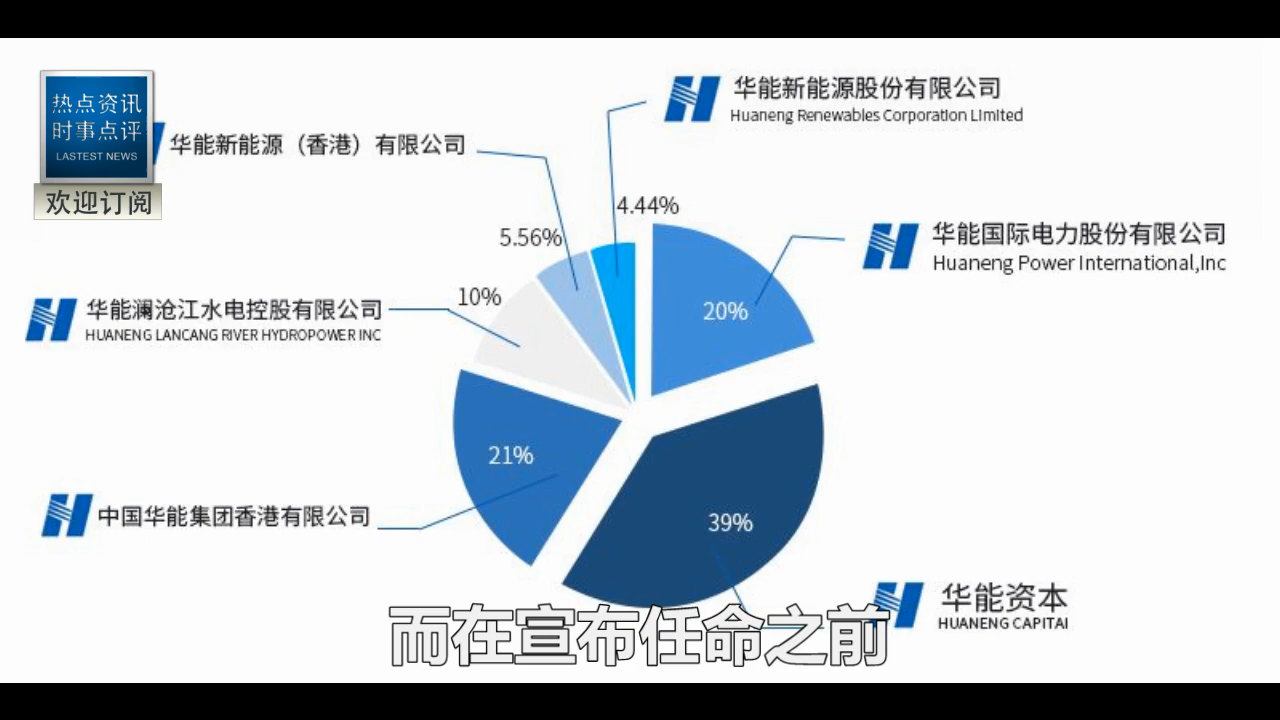 热点资讯
时事点评
LASTEST NEWS
欢迎订阅
华能新能源（香港）有限公司
华能新能源股份有限公司
Huaneng Renewables Corporation Limited
4.44%
5.56%
华能国际电力股份有限公司
Huaneng Power International,Inc
10%
20%
华能澜沧江水电控股有限公司
HUANENG LANCANG RIVER HYDROPOWER INC
21%
39%
中国华能集团香港有限公司
华能资本
HUANENG CAPITAl
而在宣布任命之前